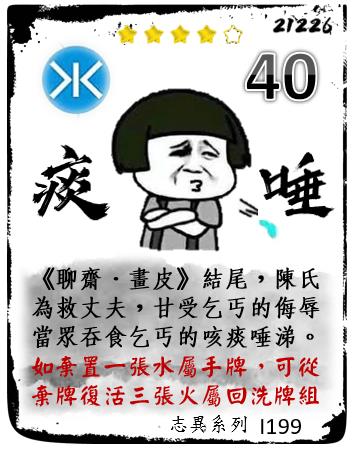 21226
40
痰
唾
《聊齋·畫皮》結尾，陳氏
為救丈夫，甘受乞丐的侮辱
當眾吞食乞丐的咳痰唾涕。
如棄置一張水屬手牌，可從
棄牌復活三張火屬回洗牌組
志異系列 I199